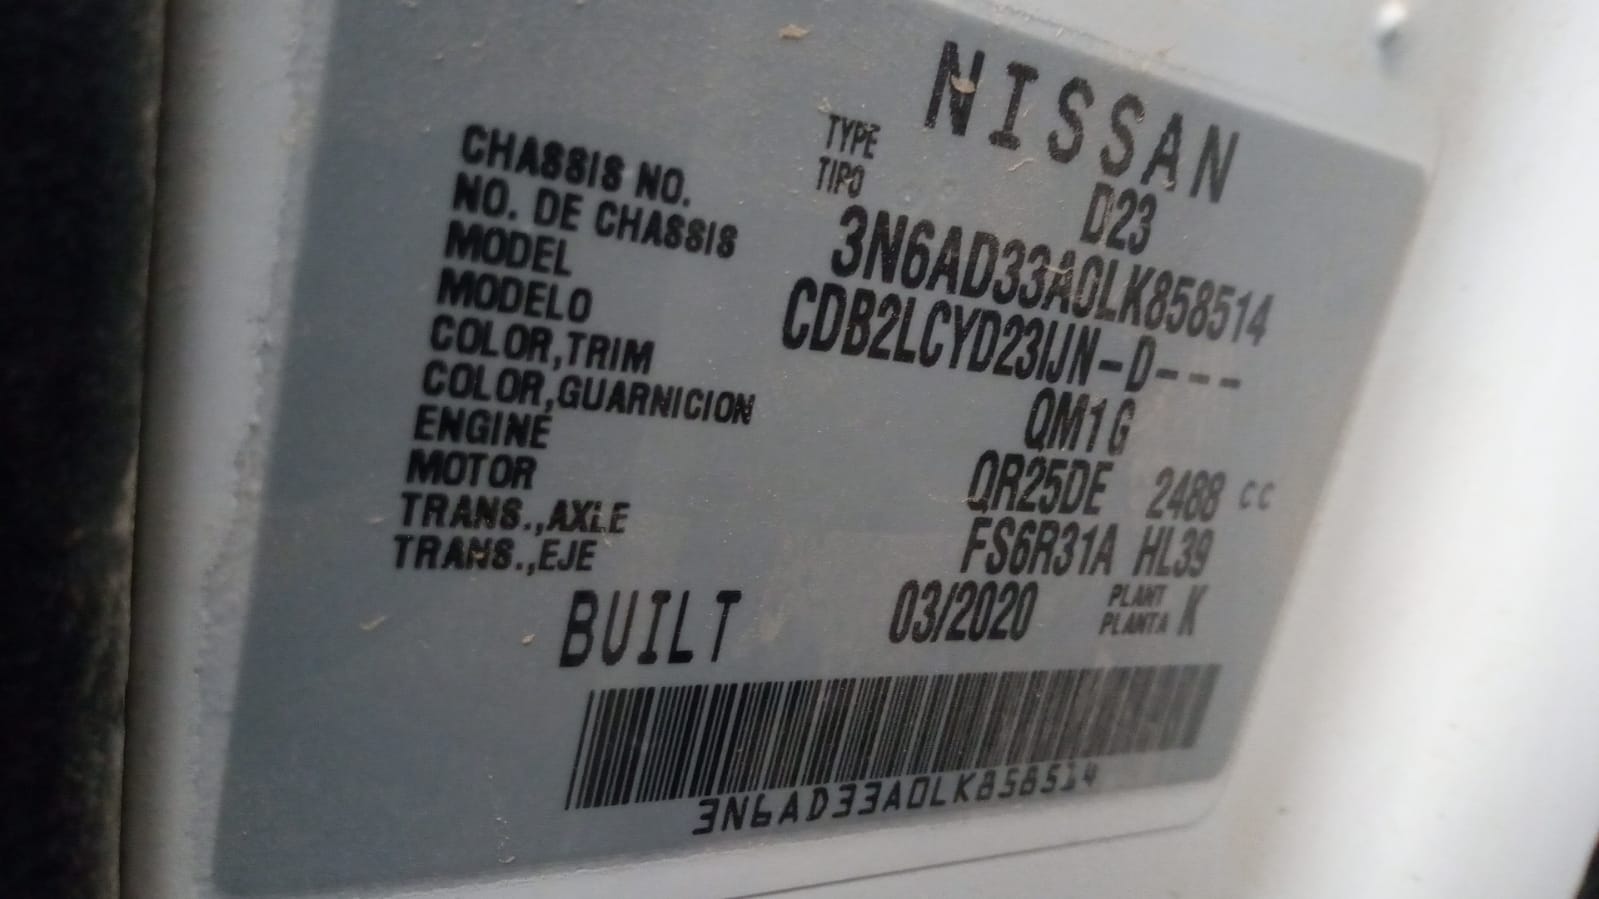 NISSAN
TYPE
TIPO
D23
CHASSIS NO.
NO. DE CHASSIS
3N6AD33A0LK858514
MODEL
MODELO
CDB2LCYD23IJN-D---
COLOR,TRIM
COLOR,GUARNICION
QM1 G
ENGINE
MOTOR
QR25DE 2488 cc
TRANS.,AXLE
TRANS.,EJE
FS6R31A HL39
BUILT 03/2020
PLANT
PLANTA
K
3N6AD33A0LK858514